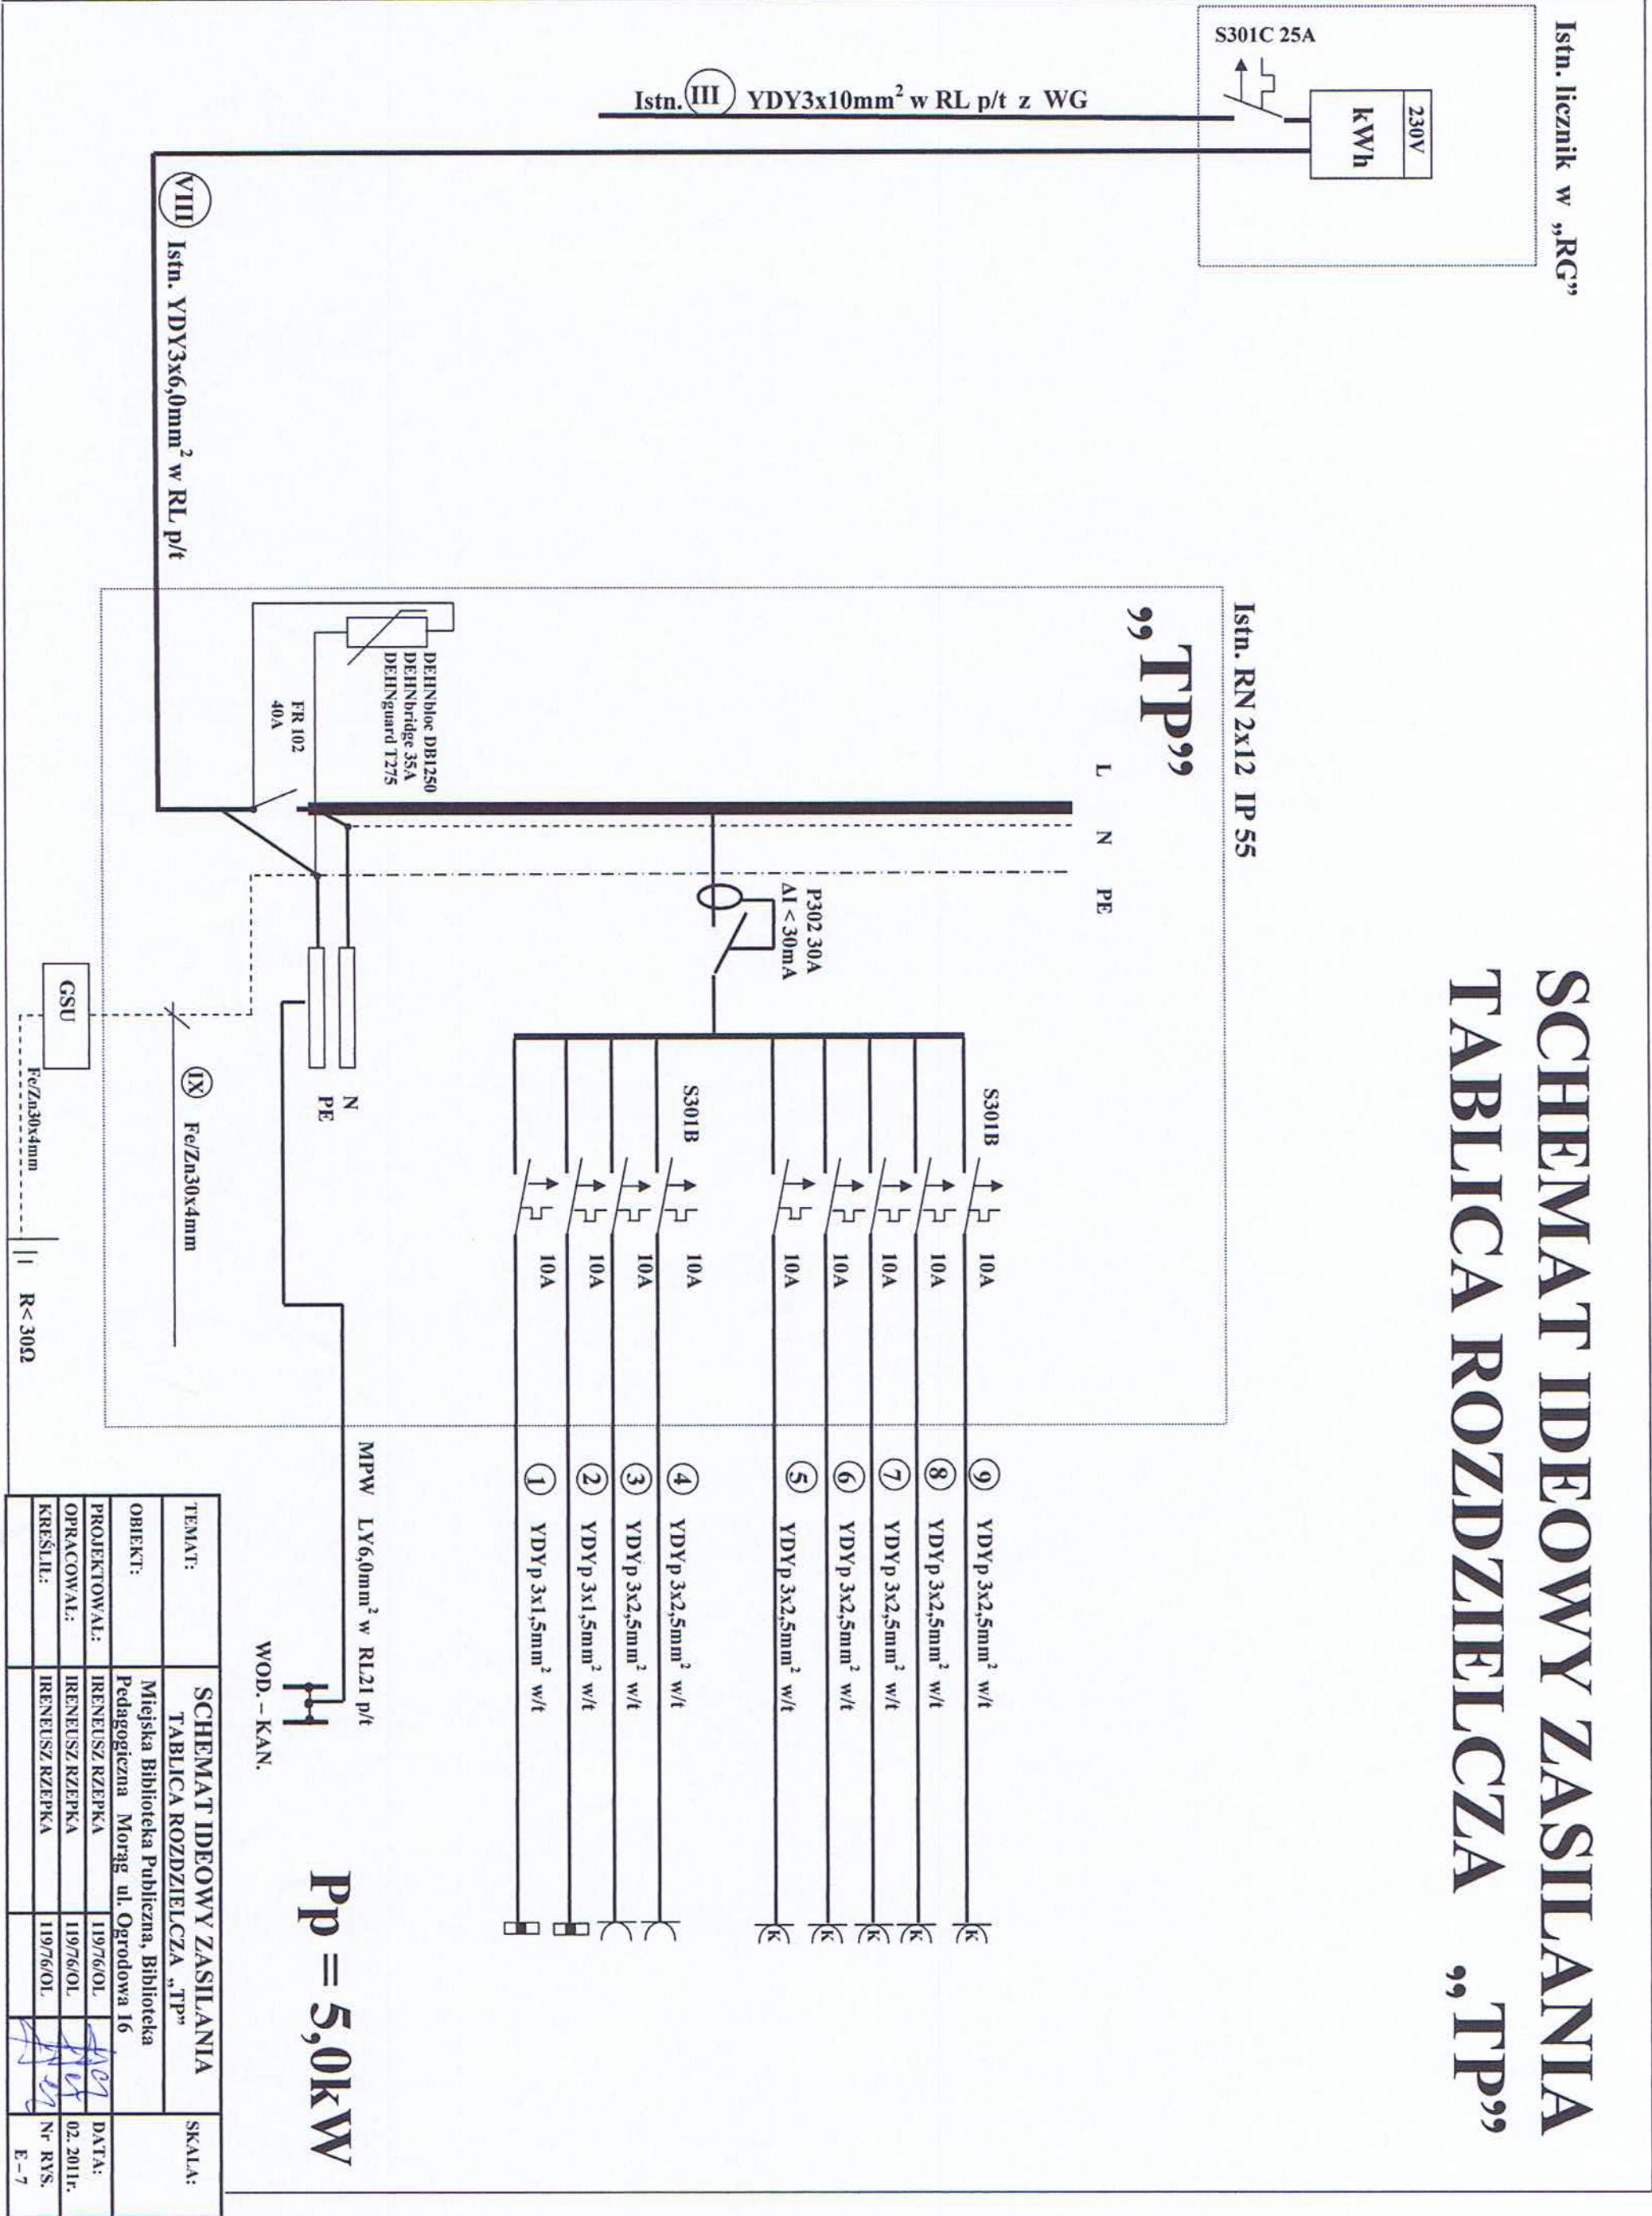 SCHEMAT IDEOWY ZASILANIA
TABLICA ROZDZIELCZA „TP”
Istn. licznik w „RG”
230V
kWh
S301C 25A
Istn. III YDY3x10mm² w RL p/t z WG
VIII Istn. YDY3x6,0mm² w RL p/t
Istn. RN 2x12 IP 55
„TP”
L
N
PE
DEHNbloc DB1250
DEHNbridge 35A
DEHNguard T275
FR 102
40A
P302 30A
ΔI < 30mA
S301B
10A
9 YDYp 3x2,5mm² w/t
10A
8 YDYp 3x2,5mm² w/t
10A
7 YDYp 3x2,5mm² w/t
10A
6 YDYp 3x2,5mm² w/t
10A
5 YDYp 3x2,5mm² w/t
S301B
10A
4 YDYp 3x2,5mm² w/t
10A
3 YDYp 3x2,5mm² w/t
10A
2 YDYp 3x1,5mm² w/t
10A
1 YDYp 3x1,5mm² w/t
K
K
K
K
K
N
PE
MPW LY6,0mm² w RL21 p/t
WOD. – KAN.
Pp = 5,0kW
IX Fe/Zn30x4mm
GSU
Fe/Zn30x4mm
R< 30Ω
TEMAT:
SCHEMAT IDEOWY ZASILANIA
TABLICA ROZDZIELCZA „TP”
SKALA:
OBIEKT:
Miejska Biblioteka Publiczna, Biblioteka
Pedagogiczna Morąg ul. Ogrodowa 16
PROJEKTOWAŁ: IRENEUSZ RZEPKA 119/76/OL DATA:
OPRACOWAŁ: IRENEUSZ RZEPKA 119/76/OL 02. 2011r.
KREŚLIŁ: IRENEUSZ RZEPKA 119/76/OL Nr RYS.
E – 7